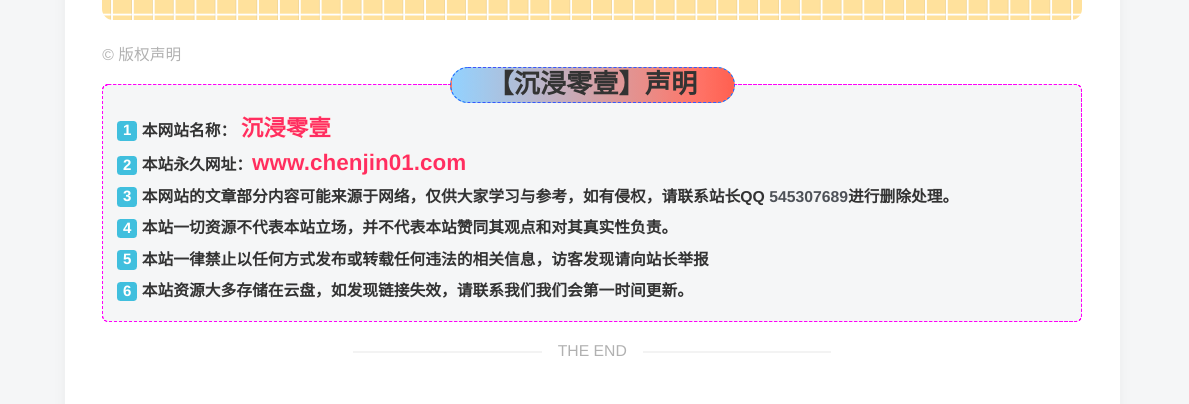 © 版权声明
【沉浸零壹】声明
1 本网站名称： 沉浸零壹
2 本站永久网址：www.chenjin01.com
3 本网站的文章部分内容可能来源于网络，仅供大家学习与参考，如有侵权，请联系站长QQ 545307689进行删除处理。
4 本站一切资源不代表本站立场，并不代表本站赞同其观点和对其真实性负责。
5 本站一律禁止以任何方式发布或转载任何违法的相关信息，访客发现请向站长举报
6 本站资源大多存储在云盘，如发现链接失效，请联系我们我们会第一时间更新。
THE END